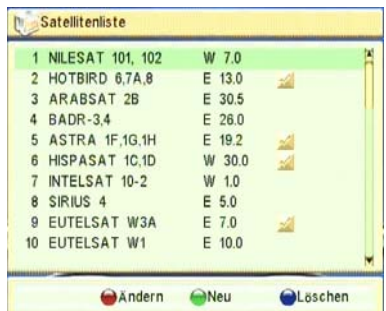 Satellitenliste
1 NILESAT 101, 102 W 7.0
2 HOTBIRD 6,7A,8 E 13.0
3 ARABSAT 2B E 30.5
4 BADR-3,4 E 26.0
5 ASTRA 1F,1G,1H E 19.2
6 HISPASAT 1C,1D W 30.0
7 INTELSAT 10-2 W 1.0
8 SIRIUS 4 E 5.0
9 EUTELSAT W3A E 7.0
10 EUTELSAT W1 E 10.0
Ändern Neu Löschen